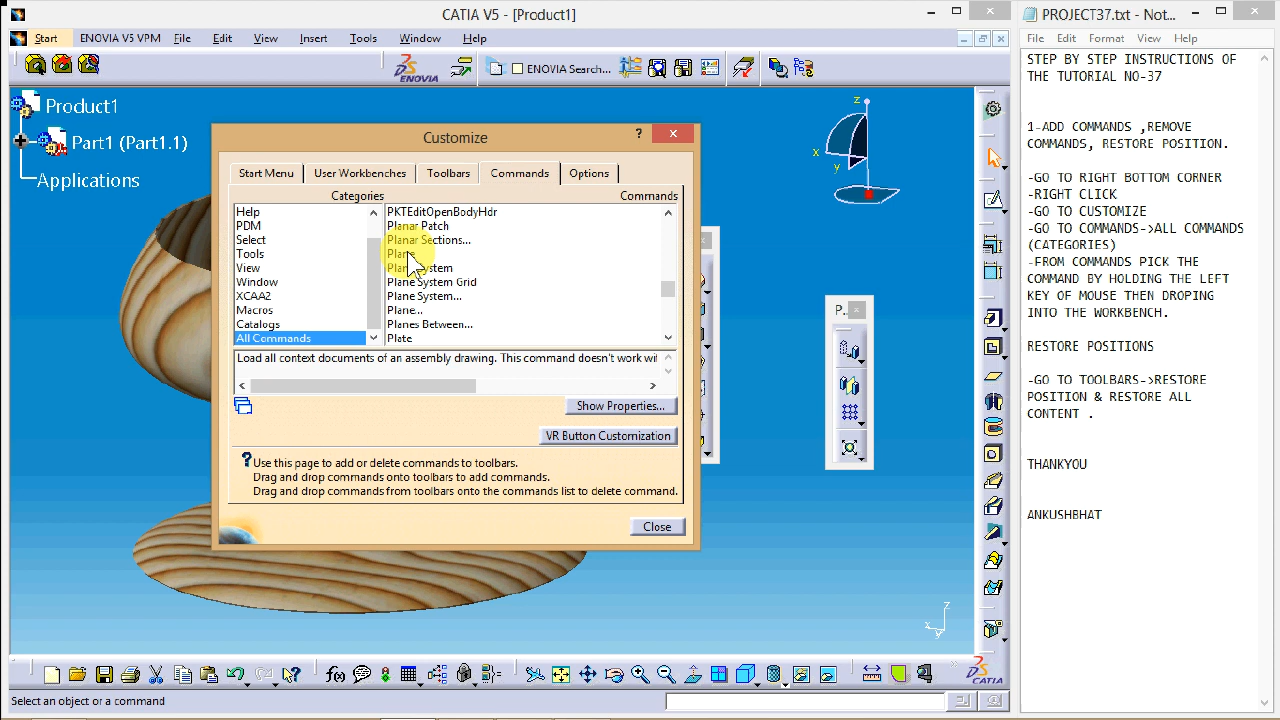 CATIA V5 - [Product1]
Start ENOVIA V5 VPM File Edit View Insert Tools Window Help
ENOVIA
ENOVIA Search...
Product1
Part1 (Part1.1)
Applications
z
x
y
Customize
?
Start Menu User Workbenches Toolbars Commands Options
Categories Commands
Help
PDM
Select
Tools
View
Window
XCAA2
Macros
Catalogs
All Commands
PKTEditOpenBodyHdr
Planar Patch
Planar Sections...
Plane System Grid
Plane System...
Plane...
Planes Between...
Plate
Load all context documents of an assembly drawing. This command doesn't work wit
Show Properties...
VR Button Customization
Use this page to add or delete commands to toolbars.
Drag and drop commands onto toolbars to add commands.
Drag and drop commands from toolbars onto the commands list to delete command.
Close
P..
z
x
y
f(x)
CATIA
Select an object or a command
PROJECT37.txt - Not...
File Edit Format View Help
STEP BY STEP INSTRUCTIONS OF
THE TUTORIAL NO-37
1-ADD COMMANDS ,REMOVE
COMMANDS, RESTORE POSITION.
-GO TO RIGHT BOTTOM CORNER
-RIGHT CLICK
-GO TO CUSTOMIZE
-GO TO COMMANDS->ALL COMMANDS
(CATEGORIES)
-FROM COMMANDS PICK THE
COMMAND BY HOLDING THE LEFT
KEY OF MOUSE THEN DROPING
INTO THE WORKBENCH.
RESTORE POSITIONS
-GO TO TOOLBARS->RESTORE
POSITION & RESTORE ALL
CONTENT .
THANKYOU
ANKUSHBHAT